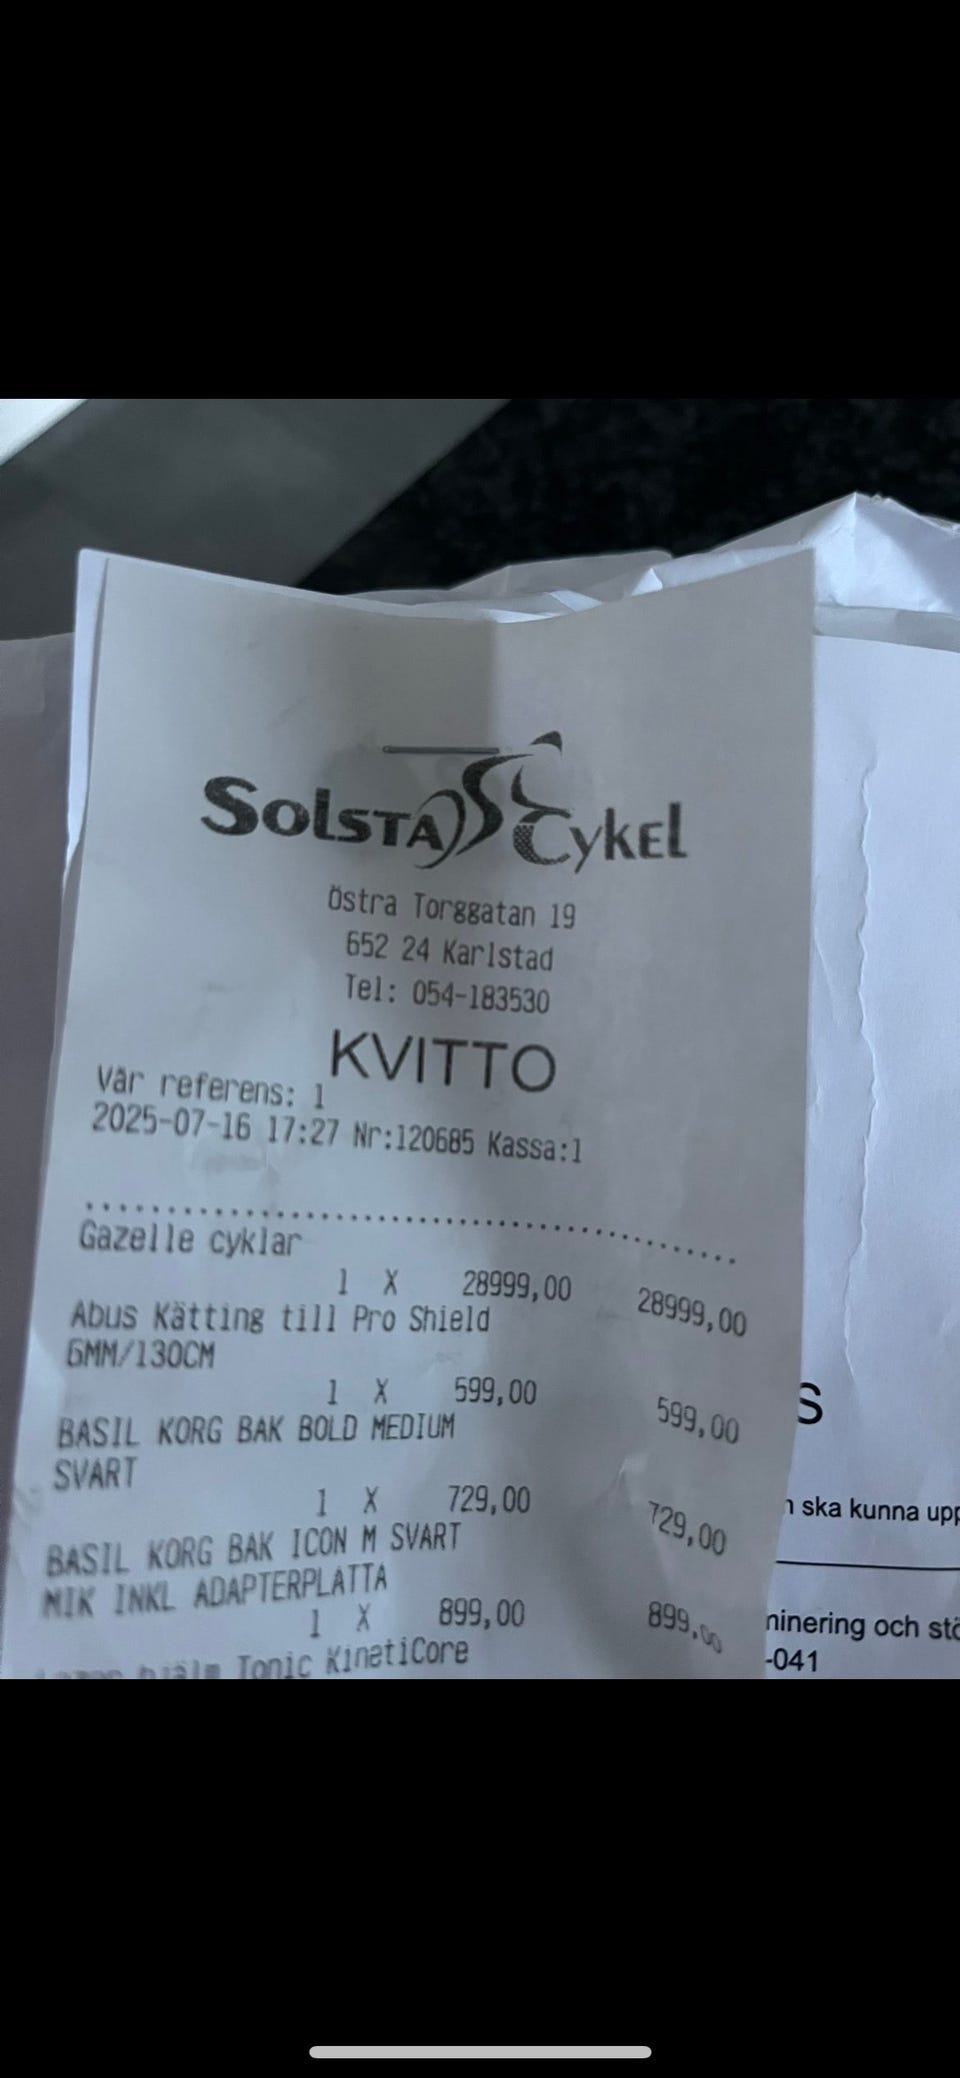 Solsta Cykel
Östra Torggatan 19
652 24 Karlstad
Tel: 054-183530
KVITTO
Vår referens: 1
2025-07-16 17:27 Nr:120685 Kassa:1
Gazelle cyklar
1 X 28999,00 28999,00
Abus Kätting till Pro Shield
6MM/130CM
1 X 599,00 599,00
BASIL KORG BAK BOLD MEDIUM
SVART
1 X 729,00 729,00
BASIL KORG BAK ICON M SVART
MIK INKL ADAPTERPLATTA
1 X 899,00 899,00
hjälm Tonic KinetiCore
S
ska kunna upp
minering och stö
-041